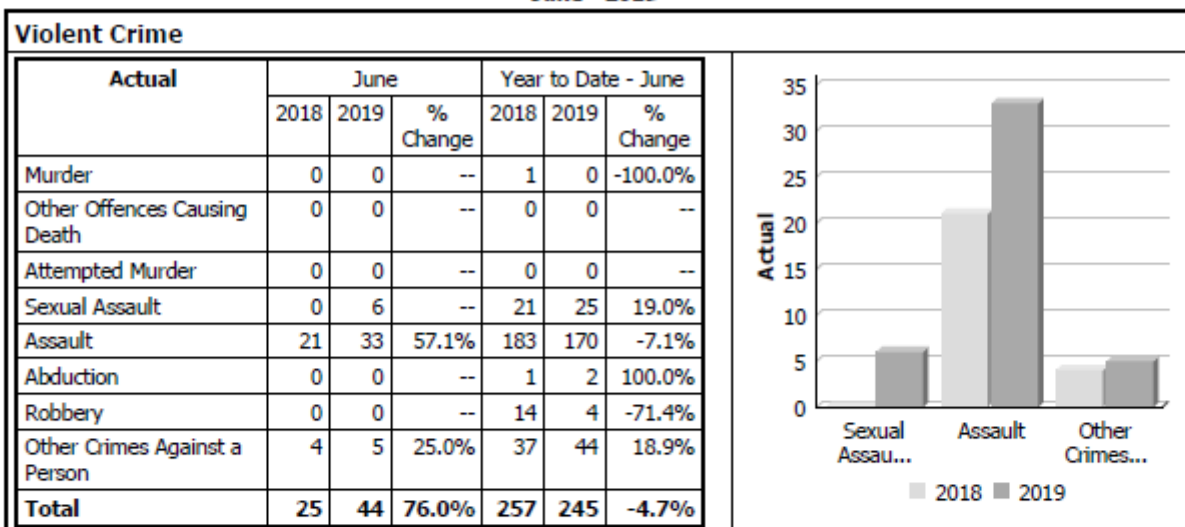 Violent Crime
Actual June Year to Date - June
2018 2019 % Change 2018 2019 % Change
Murder 0 0 -- 1 0 -100.0%
Other Offences Causing Death 0 0 -- 0 0 --
Attempted Murder 0 0 -- 0 0 --
Sexual Assault 0 6 -- 21 25 19.0%
Assault 21 33 57.1% 183 170 -7.1%
Abduction 0 0 -- 1 2 100.0%
Robbery 0 0 -- 14 4 -71.4%
Other Crimes Against a Person 4 5 25.0% 37 44 18.9%
Total 25 44 76.0% 257 245 -4.7%
Actual
35
30
25
20
15
10
5
0
Sexual Assau... Assault Other Crimes...
2018 2019